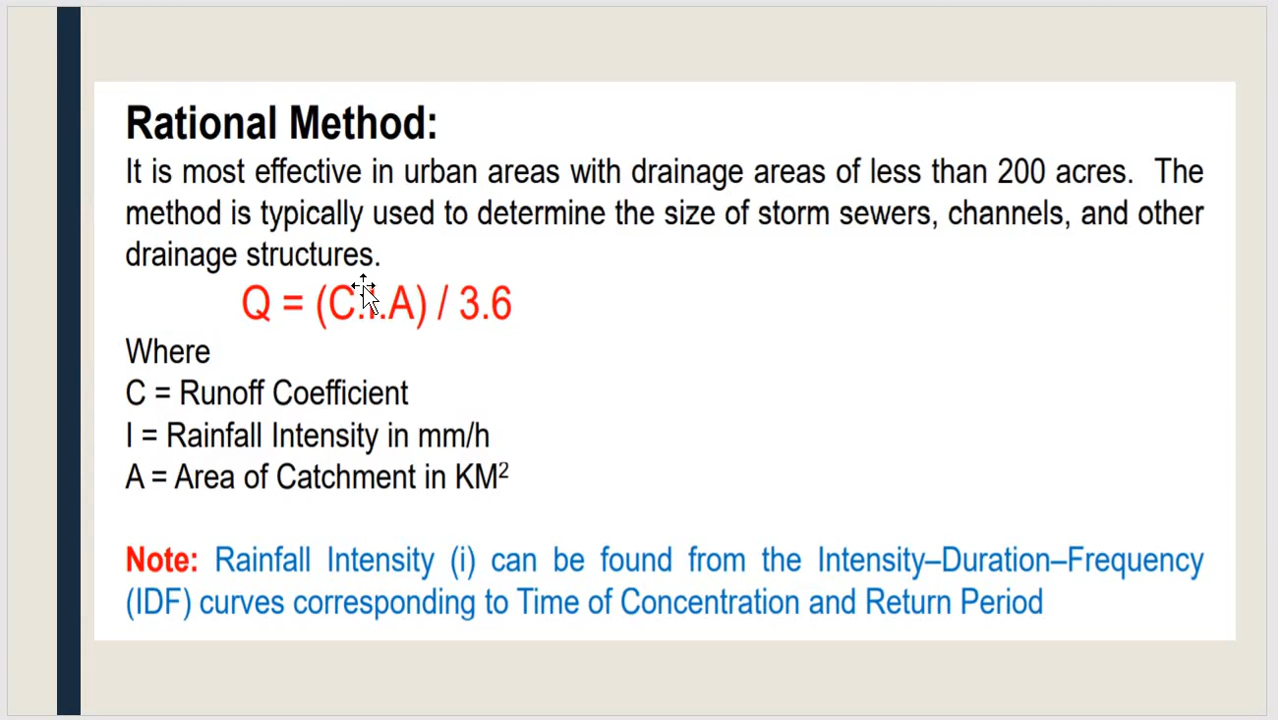 Rational Method:
It is most effective in urban areas with drainage areas of less than 200 acres. The
method is typically used to determine the size of storm sewers, channels, and other
drainage structures.
Q = (C.I.A) / 3.6
Where
C = Runoff Coefficient
I = Rainfall Intensity in mm/h
A = Area of Catchment in KM²
Note: Rainfall Intensity (i) can be found from the Intensity–Duration–Frequency
(IDF) curves corresponding to Time of Concentration and Return Period